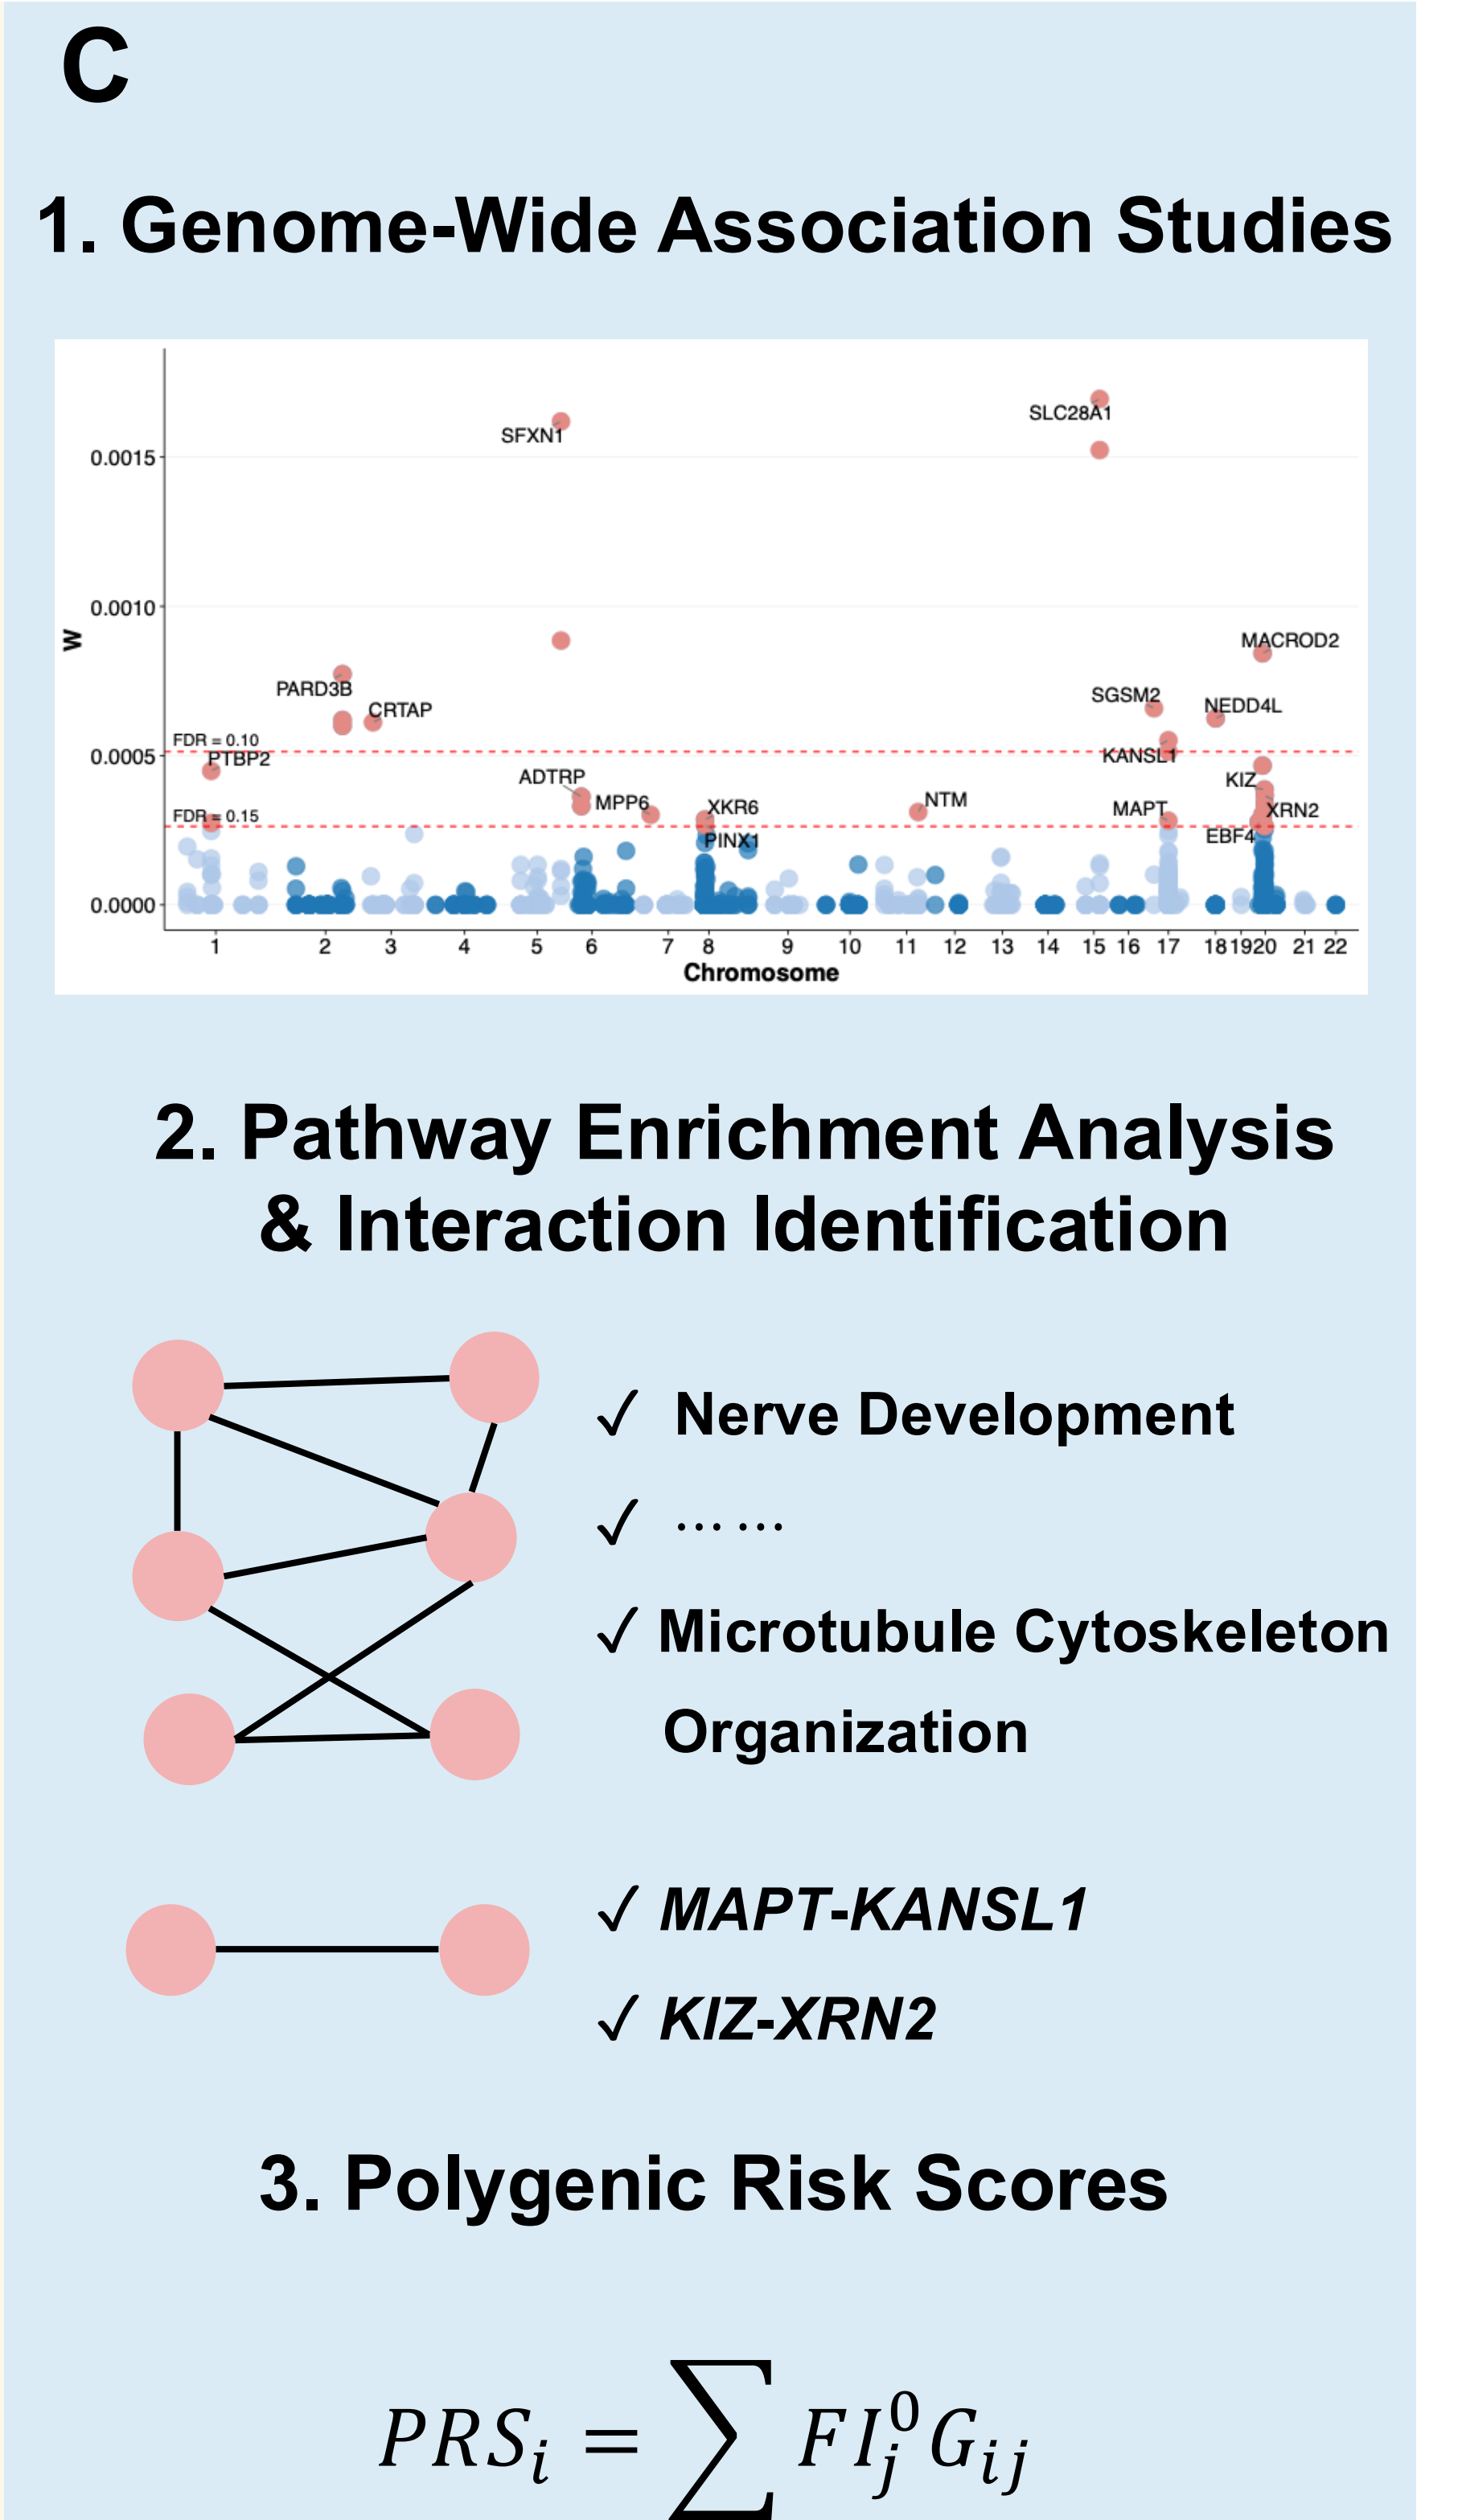 C
1. Genome-Wide Association Studies
SLC28A1
SFXN1
0.0015
0.0010
W
MACROD2
PARD3B
SGSM2
CRTAP
NEDD4L
FDR = 0.10
0.0005
PTBP2
KANSL1
ADTRP
KIZ
MPP6
XKR6
NTM
MAPT
XRN2
FDR = 0.15
PINX1
EBF4
0.0000
1 2 3 4 5 6 7 8 9 10 11 12 13 14 15 16 17 18 19 20 21 22
Chromosome
2. Pathway Enrichment Analysis
& Interaction Identification
✓ Nerve Development
✓ ……
✓ Microtubule Cytoskeleton
Organization
✓ MAPT-KANSL1
✓ KIZ-XRN2
3. Polygenic Risk Scores
PRS_i = ∑ FI_j^0 G_ij